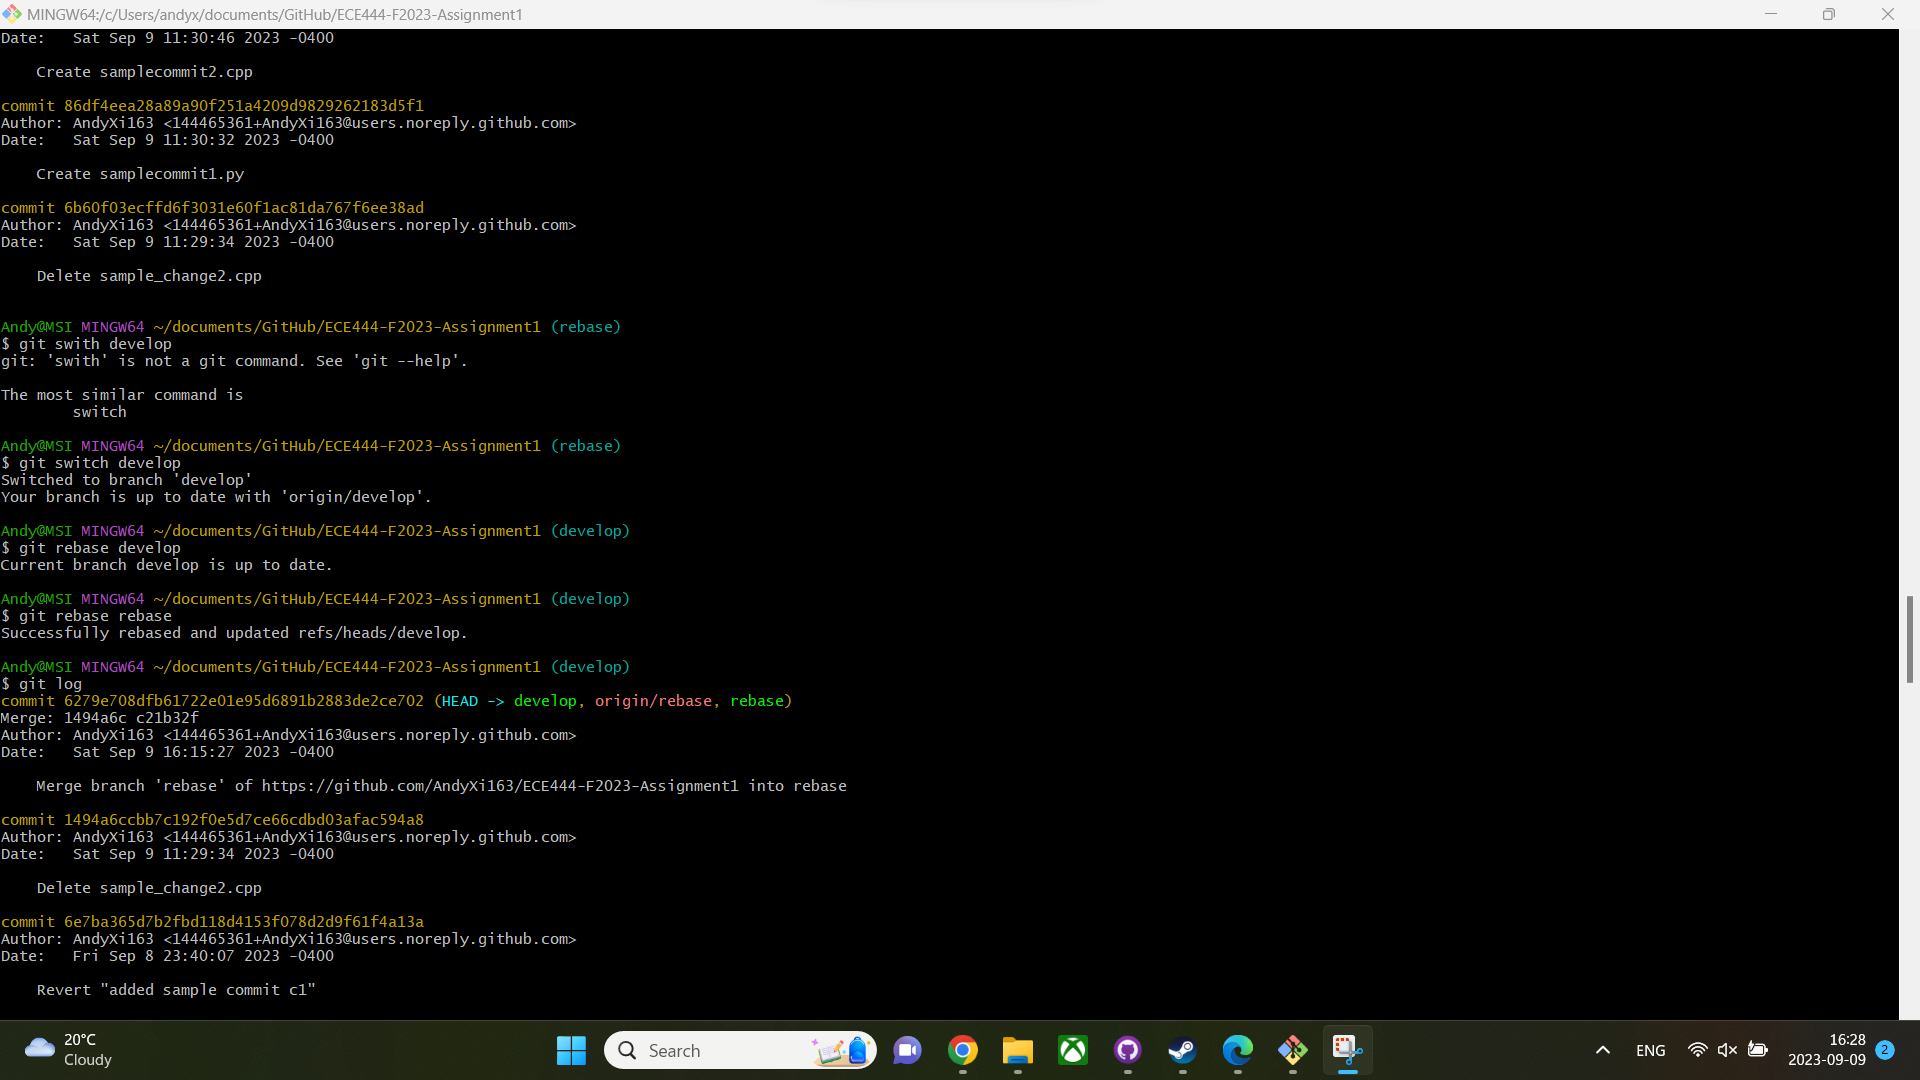 MINGW64:/c/Users/andyx/documents/GitHub/ECE444-F2023-Assignment1
Date:   Sat Sep 9 11:30:46 2023 -0400
    Create samplecommit2.cpp
commit 86df4eea28a89a90f251a4209d9829262183d5f1
Author: AndyXi163 <144465361+AndyXi163@users.noreply.github.com>
Date:   Sat Sep 9 11:30:32 2023 -0400
    Create samplecommit1.py
commit 6b60f03ecffd6f3031e60f1ac81da767f6ee38ad
Author: AndyXi163 <144465361+AndyXi163@users.noreply.github.com>
Date:   Sat Sep 9 11:29:34 2023 -0400
    Delete sample_change2.cpp
Andy@MSI MINGW64 ~/documents/GitHub/ECE444-F2023-Assignment1 (rebase)
$ git swith develop
git: 'swith' is not a git command. See 'git --help'.
The most similar command is
        switch
Andy@MSI MINGW64 ~/documents/GitHub/ECE444-F2023-Assignment1 (rebase)
$ git switch develop
Switched to branch 'develop'
Your branch is up to date with 'origin/develop'.
Andy@MSI MINGW64 ~/documents/GitHub/ECE444-F2023-Assignment1 (develop)
$ git rebase develop
Current branch develop is up to date.
Andy@MSI MINGW64 ~/documents/GitHub/ECE444-F2023-Assignment1 (develop)
$ git rebase rebase
Successfully rebased and updated refs/heads/develop.
Andy@MSI MINGW64 ~/documents/GitHub/ECE444-F2023-Assignment1 (develop)
$ git log
commit 6279e708dfb61722e01e95d6891b2883de2ce702 (HEAD -> develop, origin/rebase, rebase)
Merge: 1494a6c c21b32f
Author: AndyXi163 <144465361+AndyXi163@users.noreply.github.com>
Date:   Sat Sep 9 16:15:27 2023 -0400
    Merge branch 'rebase' of https://github.com/AndyXi163/ECE444-F2023-Assignment1 into rebase
commit 1494a6ccbb7c192f0e5d7ce66cdbd03afac594a8
Author: AndyXi163 <144465361+AndyXi163@users.noreply.github.com>
Date:   Sat Sep 9 11:29:34 2023 -0400
    Delete sample_change2.cpp
commit 6e7ba365d7b2fbd118d4153f078d2d9f61f4a13a
Author: AndyXi163 <144465361+AndyXi163@users.noreply.github.com>
Date:   Fri Sep 8 23:40:07 2023 -0400
    Revert "added sample commit c1"
20°C
Cloudy
Search
ENG
16:28
2023-09-09
2